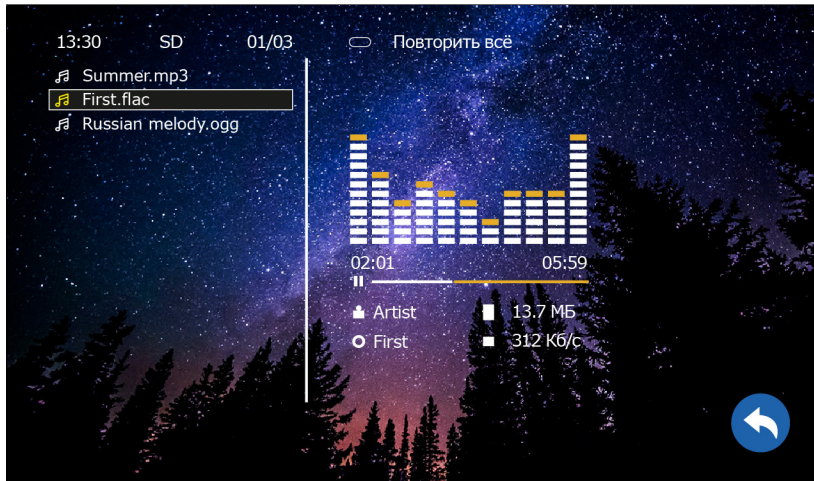 13:30 SD 01/03 Повторить всё
Summer.mp3
First.flac
Russian melody.ogg
02:01 05:59
Artist 13.7 МБ
First 312 Кб/с